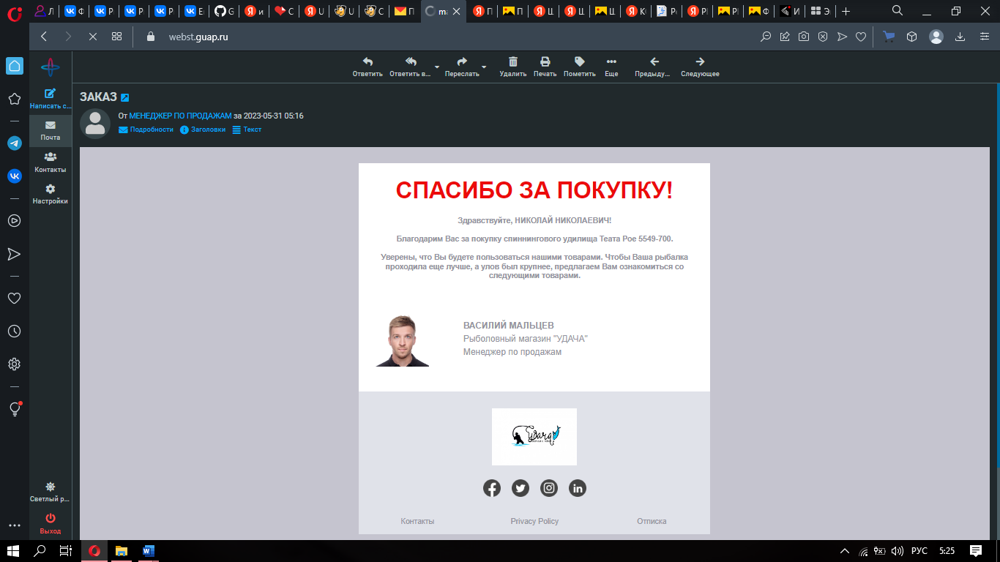 Л
Ф
Р
Р
Р
Е
G
и
С
U
U
С
П
ma
П
П
Ш
Ш
Ш
К
Р
РІ
Ф
И
Э
webst.guap.ru
Ответить
Ответить в...
Переслать
Удалить
Печать
Пометить
Еще
Предыду...
Следующее
Написать с...
Почта
Контакты
Настройки
Светлый р...
Выход
ЗАКАЗ
От МЕНЕДЖЕР ПО ПРОДАЖАМ за 2023-05-31 05:16
Подробности Заголовки Текст
СПАСИБО ЗА ПОКУПКУ!
Здравствуйте, НИКОЛАЙ НИКОЛАЕВИЧ!
Благодарим Вас за покупку спиннингового удилища Теата Рое 5549-700.
Уверены, что Вы будете пользоваться нашими товарами. Чтобы Ваша рыбалка
проходила еще лучше, а улов был крупнее, предлагаем Вам ознакомиться со
следующими товарами.
ВАСИЛИЙ МАЛЬЦЕВ
Рыболовный магазин "УДАЧА"
Менеджер по продажам
Удача
Контакты
Privacy Policy
Отписка
РУС
5:25